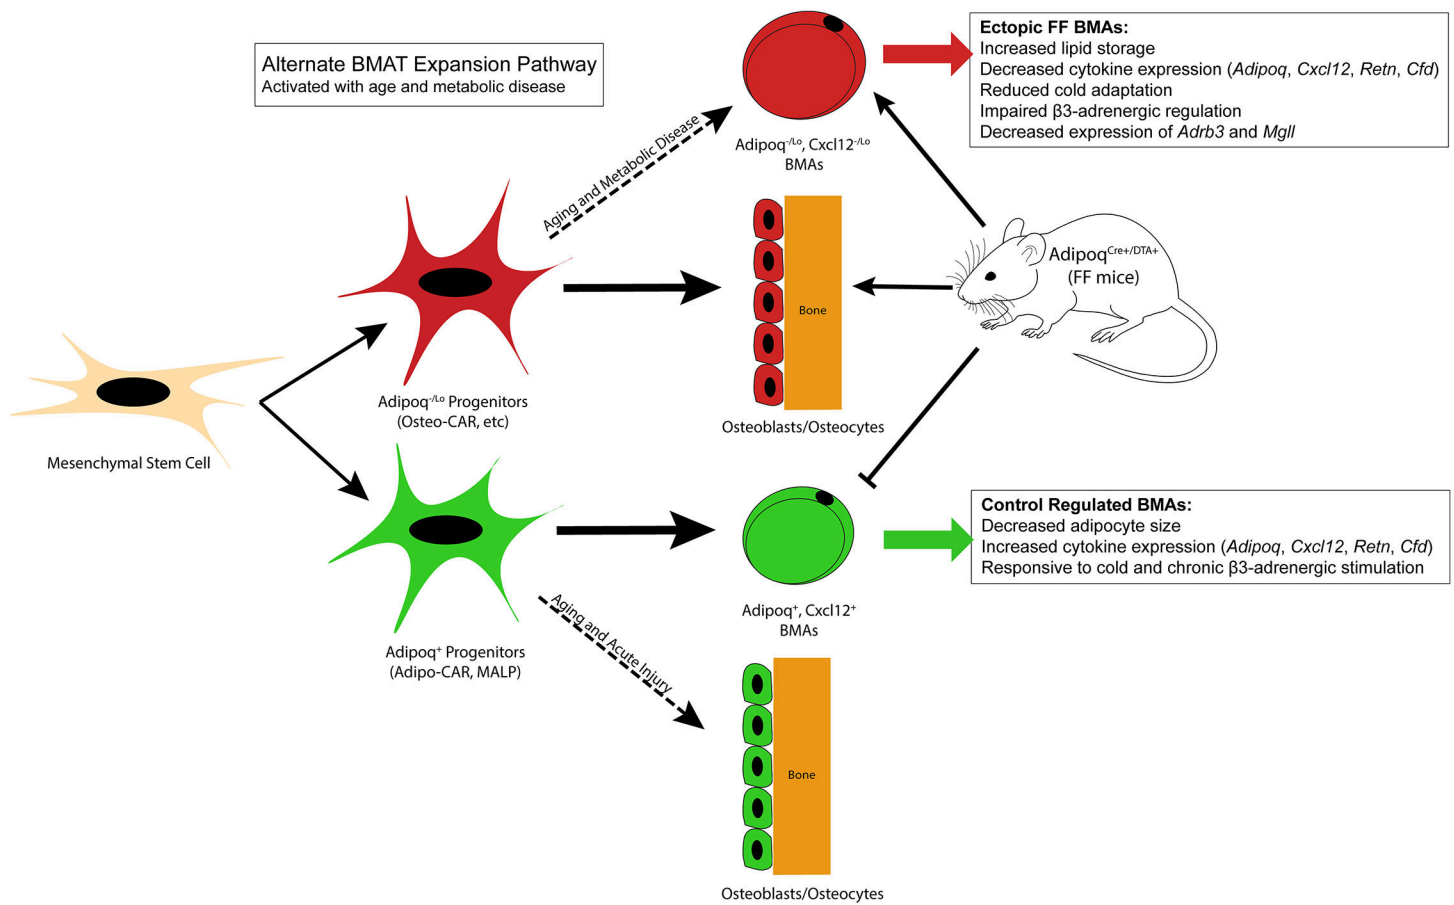 Alternate BMAT Expansion Pathway
Activated with age and metabolic disease
Ectopic FF BMAs:
Increased lipid storage
Decreased cytokine expression (Adipoq, Cxcl12, Retn, Cfd)
Reduced cold adaptation
Impaired β3-adrenergic regulation
Decreased expression of Adrb3 and Mgll
Aging and Metabolic Disease
Adipoq-/Lo, Cxcl12-/Lo
BMAs
AdipoqCre+/DTA+
(FF mice)
Bone
Adipoq-/Lo Progenitors
(Osteo-CAR, etc)
Osteoblasts/Osteocytes
Mesenchymal Stem Cell
Control Regulated BMAs:
Decreased adipocyte size
Increased cytokine expression (Adipoq, Cxcl12, Retn, Cfd)
Responsive to cold and chronic β3-adrenergic stimulation
Adipoq+, Cxcl12+
BMAs
Aging and Acute Injury
Adipoq+ Progenitors
(Adipo-CAR, MALP)
Bone
Osteoblasts/Osteocytes